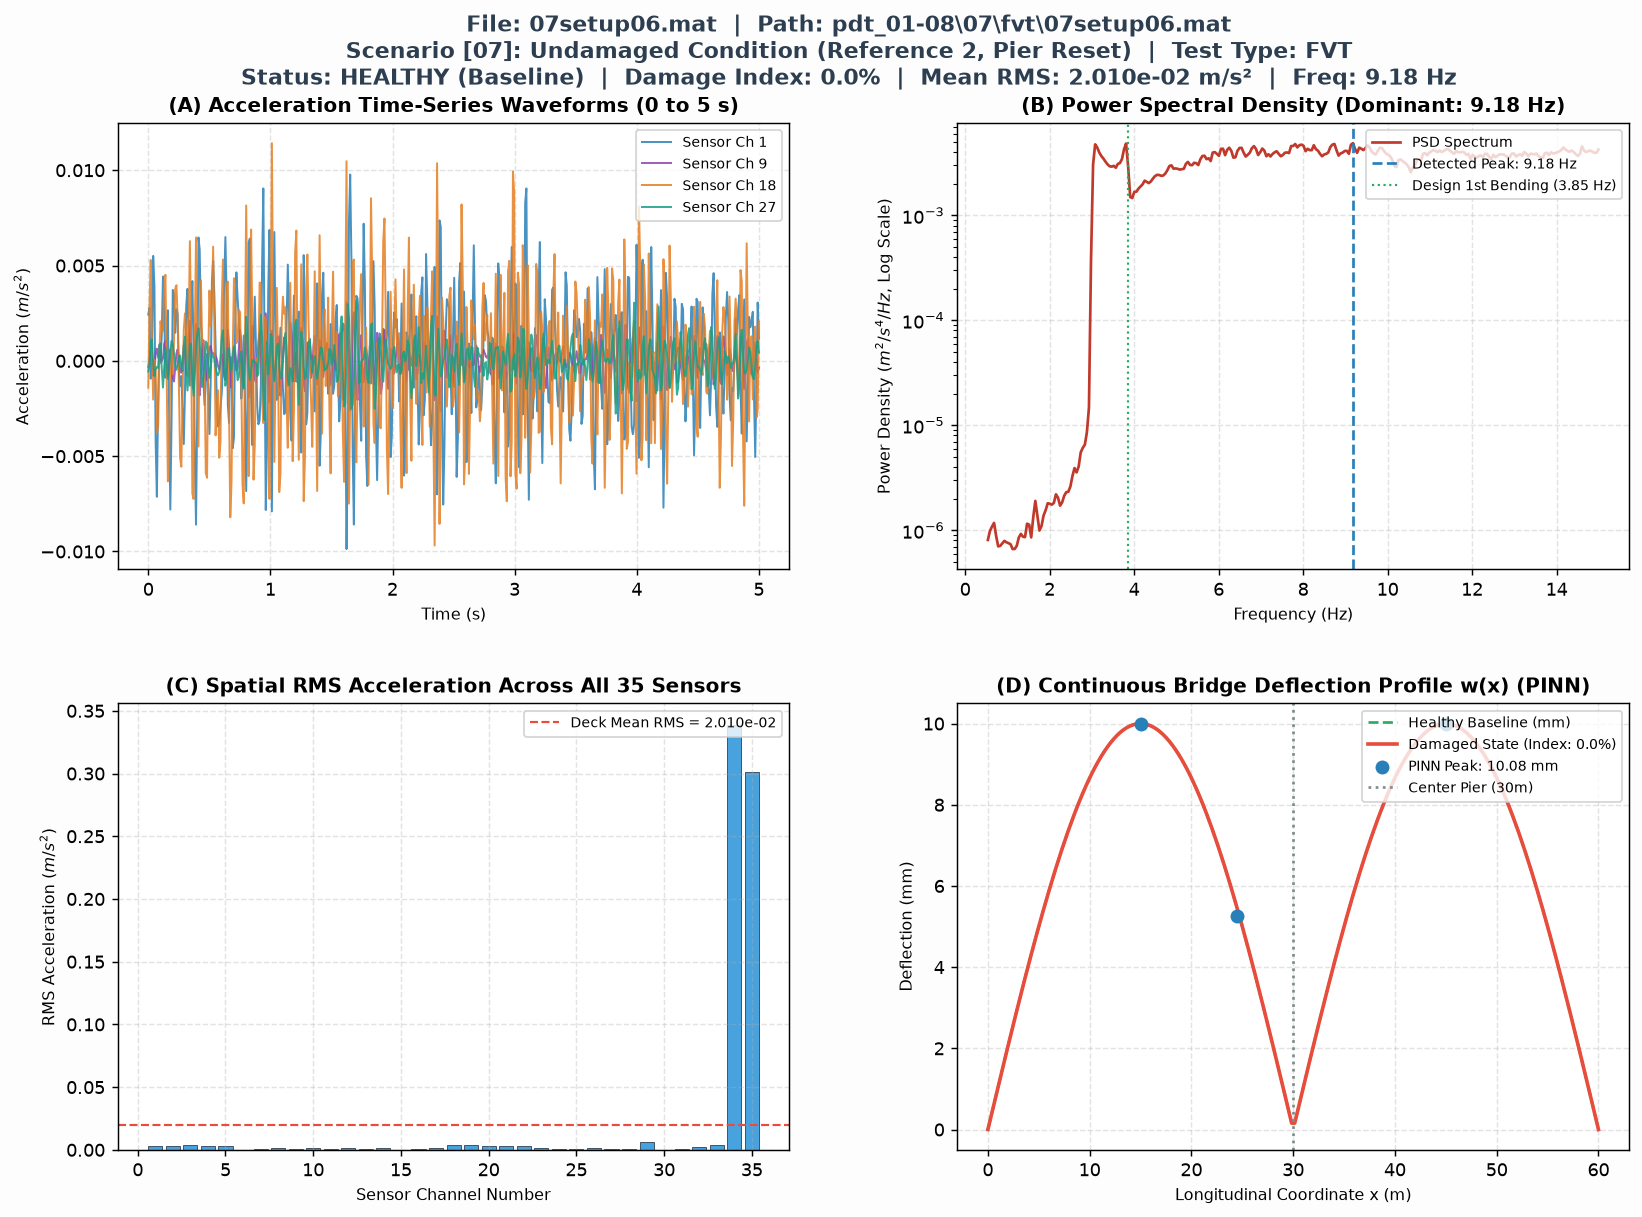 File: 07setup06.mat | Path: pdt_01-08\07\fvt\07setup06.mat
Scenario [07]: Undamaged Condition (Reference 2, Pier Reset) | Test Type: FVT
Status: HEALTHY (Baseline) | Damage Index: 0.0% | Mean RMS: 2.010e-02 m/s² | Freq: 9.18 Hz
(A) Acceleration Time-Series Waveforms (0 to 5 s)
Sensor Ch 1
Sensor Ch 9
Sensor Ch 18
Sensor Ch 27
0.010
0.005
0.000
−0.005
−0.010
Acceleration (m/s²)
0 1 2 3 4 5
Time (s)
(B) Power Spectral Density (Dominant: 9.18 Hz)
PSD Spectrum
Detected Peak: 9.18 Hz
Design 1st Bending (3.85 Hz)
10⁻³
10⁻⁴
10⁻⁵
10⁻⁶
Power Density (m²/s⁴/Hz, Log Scale)
0 2 4 6 8 10 12 14
Frequency (Hz)
(C) Spatial RMS Acceleration Across All 35 Sensors
Deck Mean RMS = 2.010e-02
0.35
0.30
0.25
0.20
0.15
0.10
0.05
0.00
RMS Acceleration (m/s²)
0 5 10 15 20 25 30 35
Sensor Channel Number
(D) Continuous Bridge Deflection Profile w(x) (PINN)
Healthy Baseline (mm)
Damaged State (Index: 0.0%)
PINN Peak: 10.08 mm
Center Pier (30m)
10
8
6
4
2
0
Deflection (mm)
0 10 20 30 40 50 60
Longitudinal Coordinate x (m)